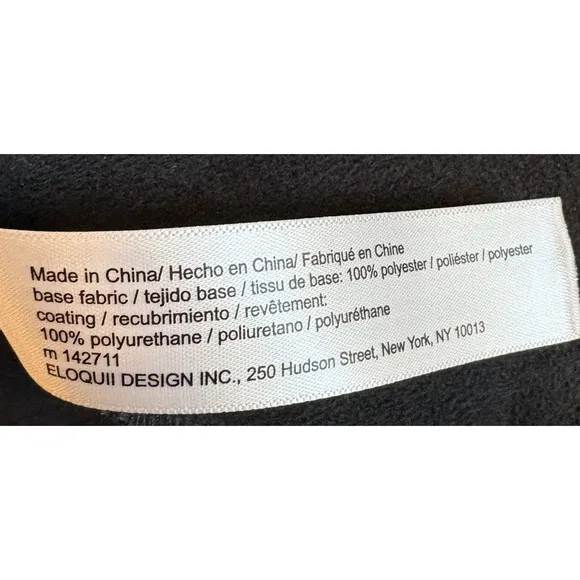 Made in China/ Hecho en China/ Fabriqué en Chine
base fabric / tejido base / tissu de base: 100% polyester / poliéster / polyester
coating / recubrimiento / revêtement:
100% polyurethane / poliuretano / polyuréthane
m 142711
ELOQUII DESIGN INC., 250 Hudson Street, New York, NY 10013